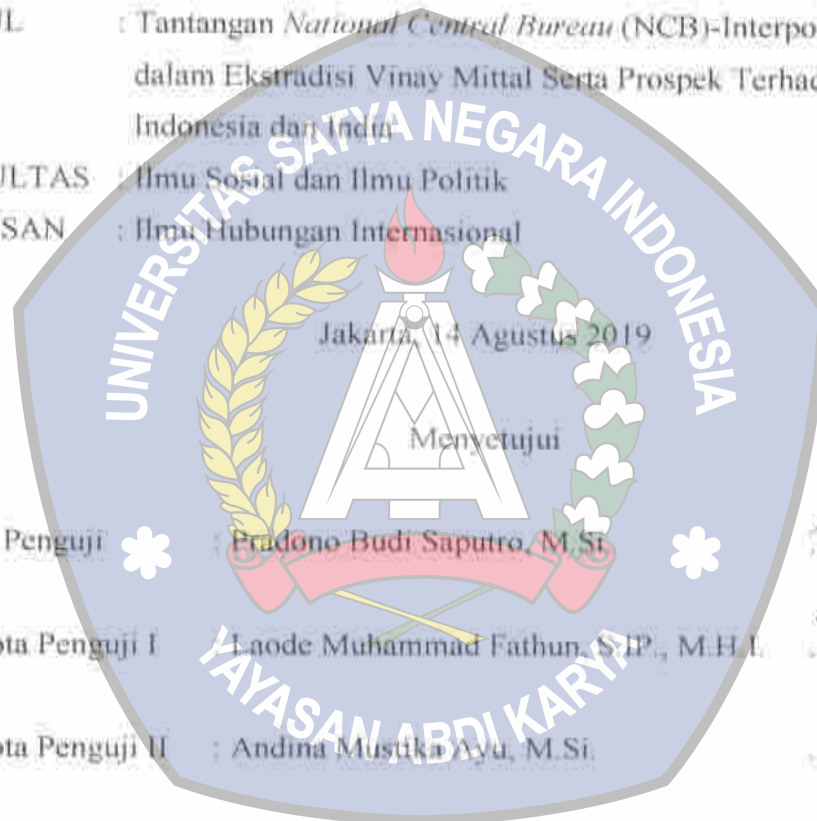 UL : Tantangan National Central Bureau (NCB)-Interpo
dalam Ekstradisi Vinay Mittal Serta Prospek Terhad
Indonesia dan India
ULTAS : Ilmu Sosial dan Ilmu Politik
SAN : Ilmu Hubungan Internasional
Jakarta, 14 Agustus 2019
Menyetujui
Penguji : Pradono Budi Saputro, M.Si
ota Penguji I : Laode Muhammad Fathun, S.IP., M.H.I.
ota Penguji II : Andina Mustika Ayu, M.Si.
UNIVERSITAS SATYA NEGARA INDONESIA
YAYASAN ABDI KARYA